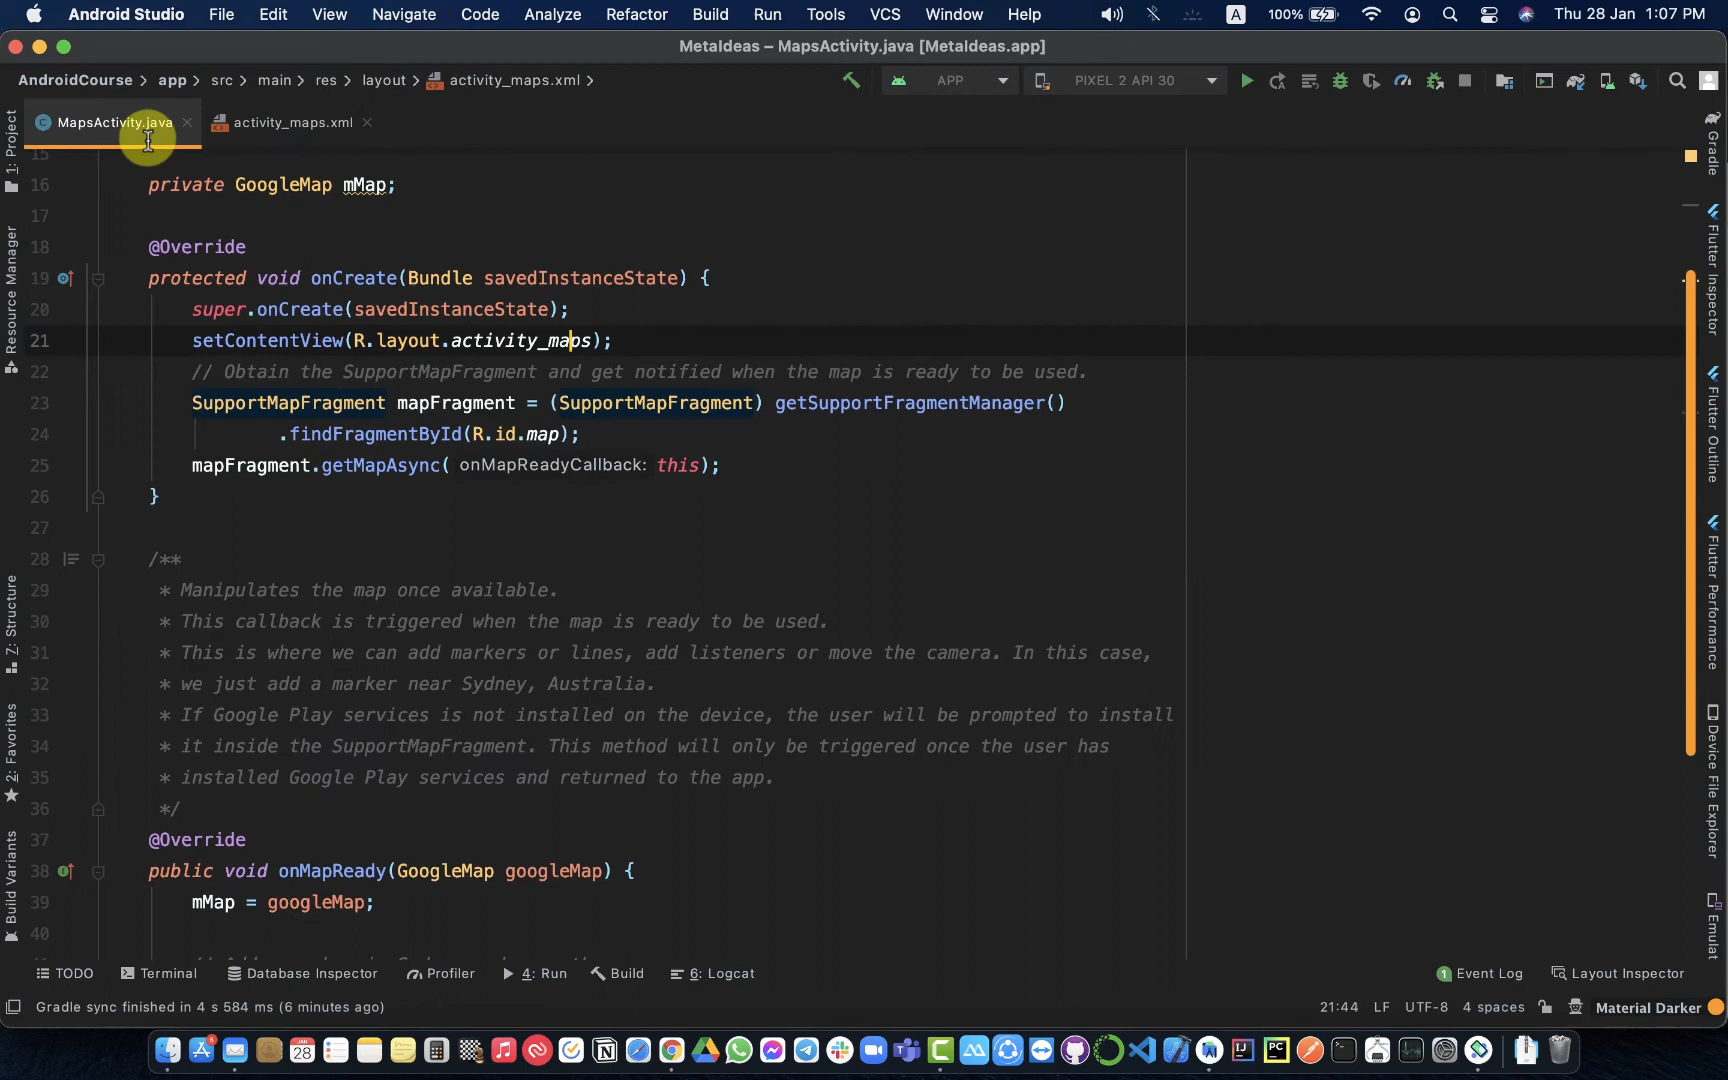 Android Studio File Edit View Navigate Code Analyze Refactor Build Run Tools VCS Window Help A 100% Thu 28 Jan 1:07 PM
MetaIdeas – MapsActivity.java [MetaIdeas.app]
AndroidCourse app src main res layout activity_maps.xml APP PIXEL 2 API 30
MapsActivity.java activity_maps.xml
15
16 private GoogleMap mMap;
17
18 @Override
19 protected void onCreate(Bundle savedInstanceState) {
20 super.onCreate(savedInstanceState);
21 setContentView(R.layout.activity_maps);
22 // Obtain the SupportMapFragment and get notified when the map is ready to be used.
23 SupportMapFragment mapFragment = (SupportMapFragment) getSupportFragmentManager()
24 .findFragmentById(R.id.map);
25 mapFragment.getMapAsync( onMapReadyCallback: this);
26 }
27
28 /**
29 * Manipulates the map once available.
30 * This callback is triggered when the map is ready to be used.
31 * This is where we can add markers or lines, add listeners or move the camera. In this case,
32 * we just add a marker near Sydney, Australia.
33 * If Google Play services is not installed on the device, the user will be prompted to install
34 * it inside the SupportMapFragment. This method will only be triggered once the user has
35 * installed Google Play services and returned to the app.
36 */
37 @Override
38 public void onMapReady(GoogleMap googleMap) {
39 mMap = googleMap;
40
1: Project
Resource Manager
7: Structure
2: Favorites
Build Variants
Gradle
Flutter Inspector
Flutter Outline
Flutter Performance
Device File Explorer
Emulat
TODO Terminal Database Inspector Profiler 4: Run Build 6: Logcat 1 Event Log Layout Inspector
Gradle sync finished in 4 s 584 ms (6 minutes ago) 21:44 LF UTF-8 4 spaces Material Darker